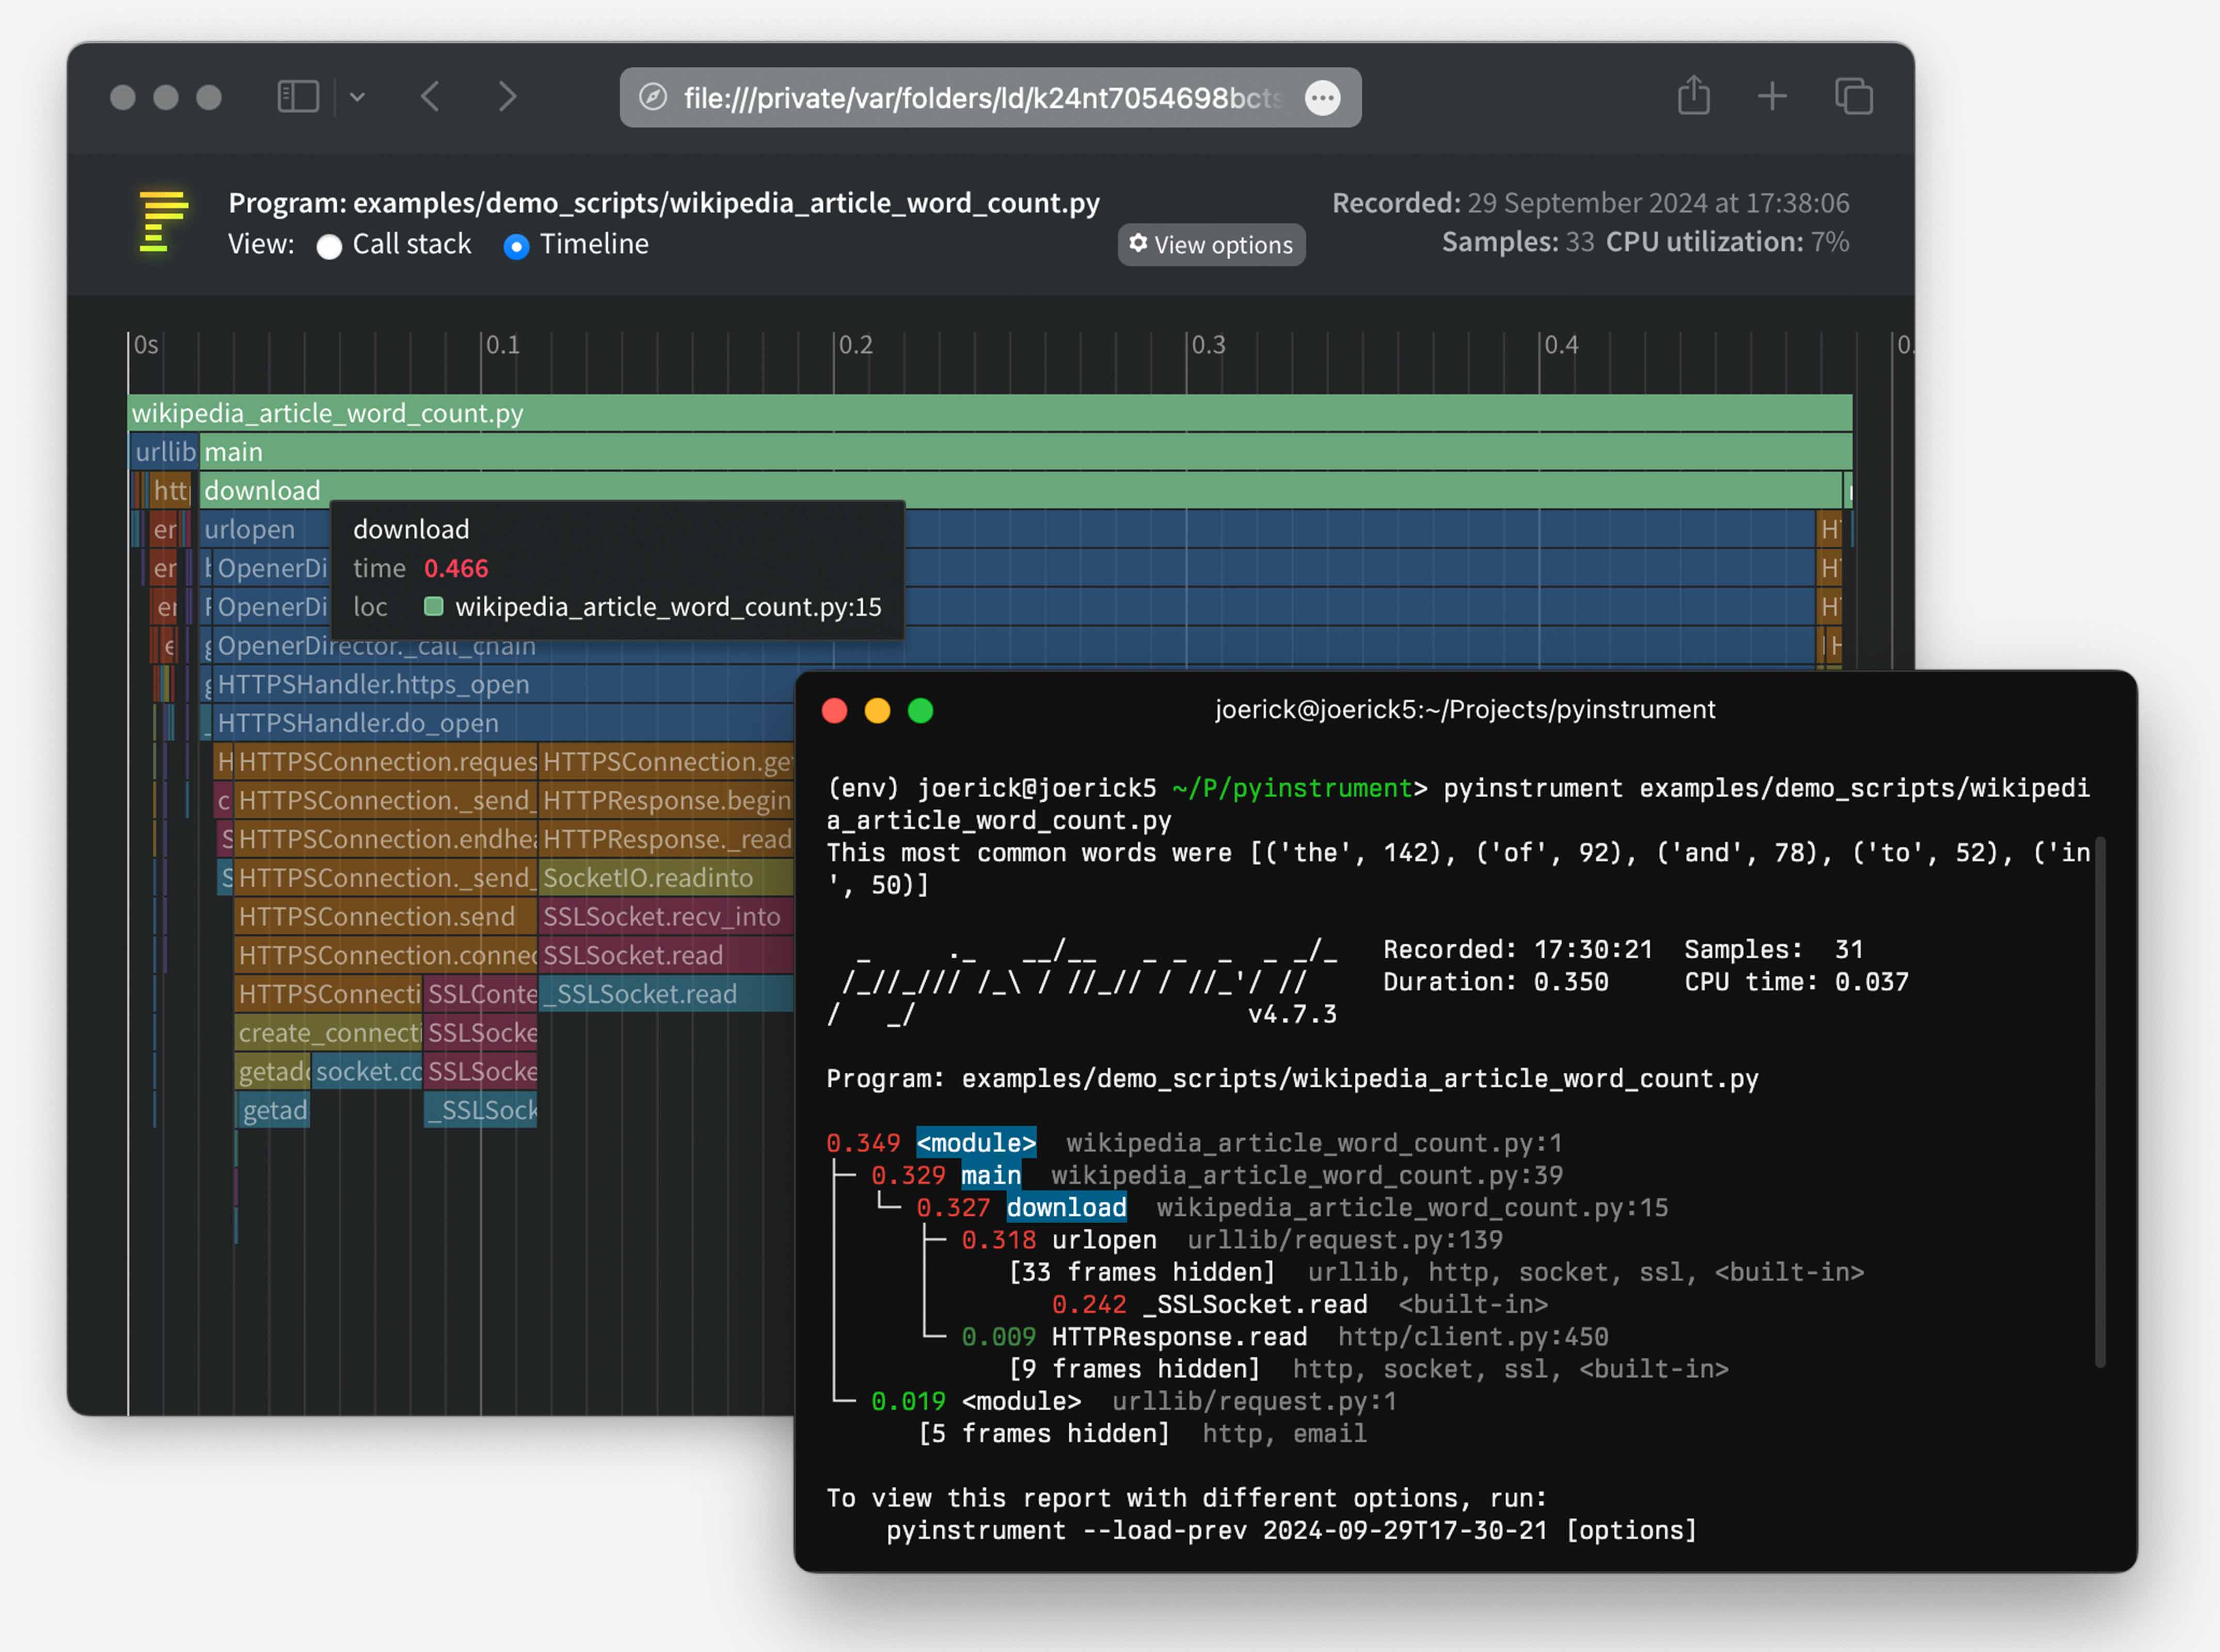 file:///private/var/folders/ld/k24nt7054698bcts
Program: examples/demo_scripts/wikipedia_article_word_count.py
Recorded: 29 September 2024 at 17:38:06
View: Call stack Timeline
View options
Samples: 33 CPU utilization: 7%
0s 0.1 0.2 0.3 0.4 0.
wikipedia_article_word_count.py
urllib main
htt download
er urlopen H
er OpenerDi H
er OpenerDi H
e OpenerDirector._call_chain H
download
time 0.466
loc wikipedia_article_word_count.py:15
HTTPSHandler.https_open
HTTPSHandler.do_open
H HTTPSConnection.reques HTTPSConnection.ge
c HTTPSConnection._send_ HTTPResponse.begin
S HTTPSConnection.endhea HTTPResponse._read
S HTTPSConnection._send_ SocketIO.readinto
HTTPSConnection.send SSLSocket.recv_into
HTTPSConnection.connec SSLSocket.read
HTTPSConnecti SSLConte _SSLSocket.read
create_connecti SSLSocke
getadd socket.co SSLSocke
getad _SSLSock
joerick@joerick5:~/Projects/pyinstrument
(env) joerick@joerick5 ~/P/pyinstrument> pyinstrument examples/demo_scripts/wikipedi
a_article_word_count.py
This most common words were [('the', 142), ('of', 92), ('and', 78), ('to', 52), ('in
', 50)]
Recorded: 17:30:21 Samples: 31
Duration: 0.350 CPU time: 0.037
v4.7.3
Program: examples/demo_scripts/wikipedia_article_word_count.py
0.349 <module> wikipedia_article_word_count.py:1
├─ 0.329 main wikipedia_article_word_count.py:39
└─ 0.327 download wikipedia_article_word_count.py:15
├─ 0.318 urlopen urllib/request.py:139
[33 frames hidden] urllib, http, socket, ssl, <built-in>
0.242 _SSLSocket.read <built-in>
└─ 0.009 HTTPResponse.read http/client.py:450
[9 frames hidden] http, socket, ssl, <built-in>
└─ 0.019 <module> urllib/request.py:1
[5 frames hidden] http, email
To view this report with different options, run:
pyinstrument --load-prev 2024-09-29T17-30-21 [options]